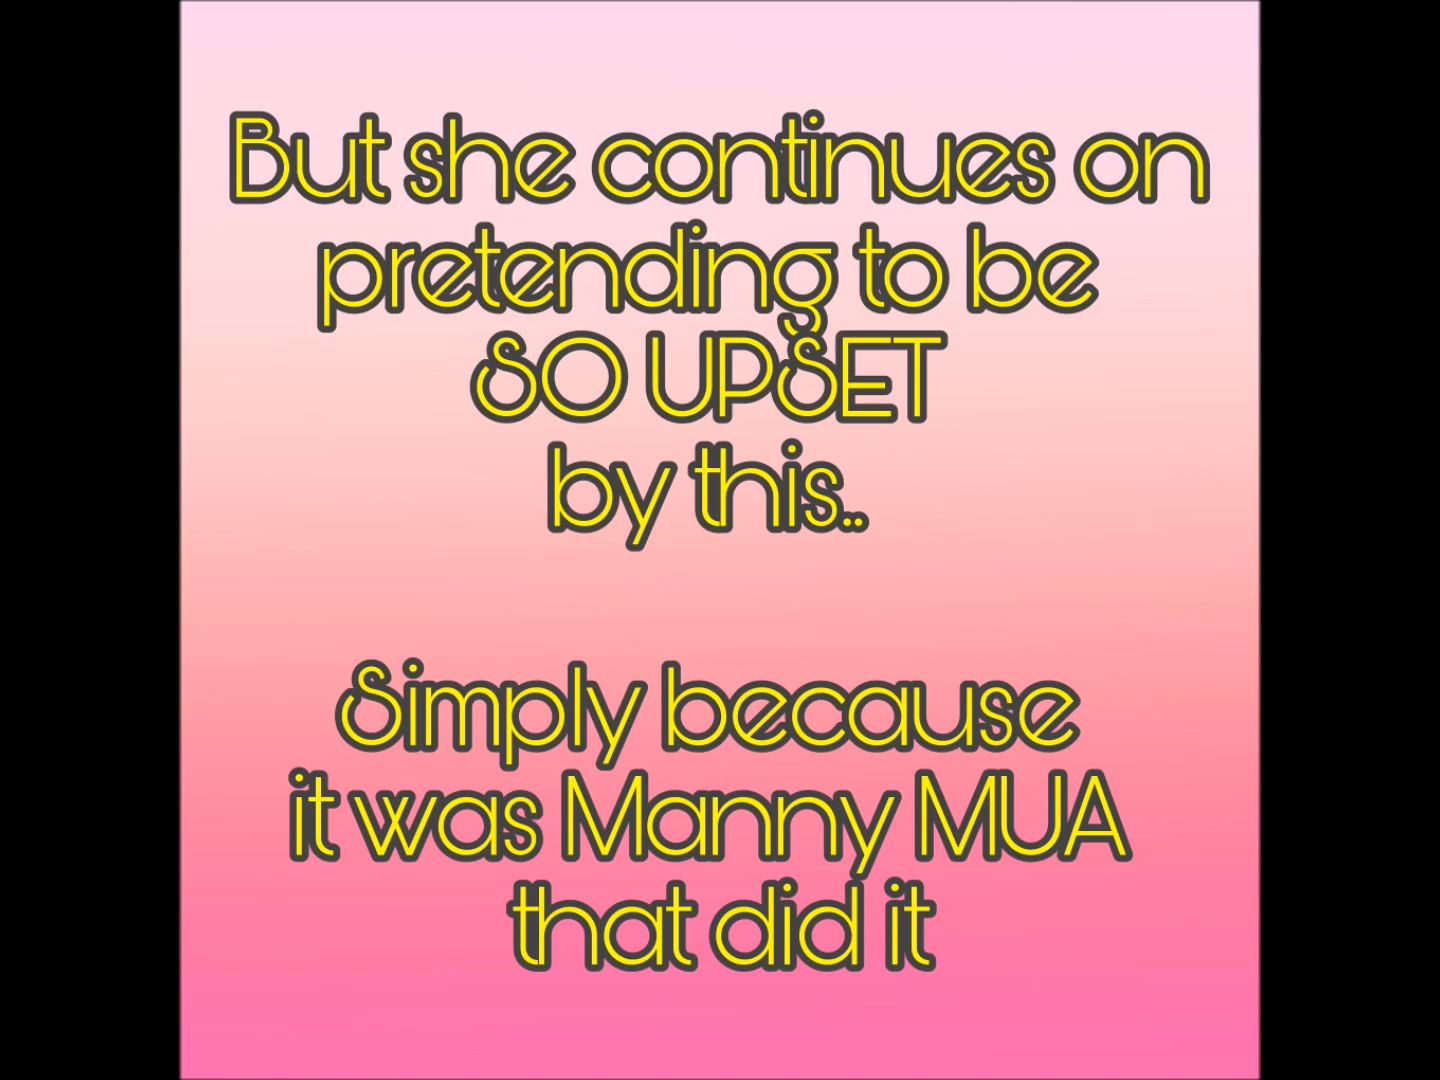 But she continues on
pretending to be
SO UPSET
by this..
Simply because
it was Manny MUA
that did it